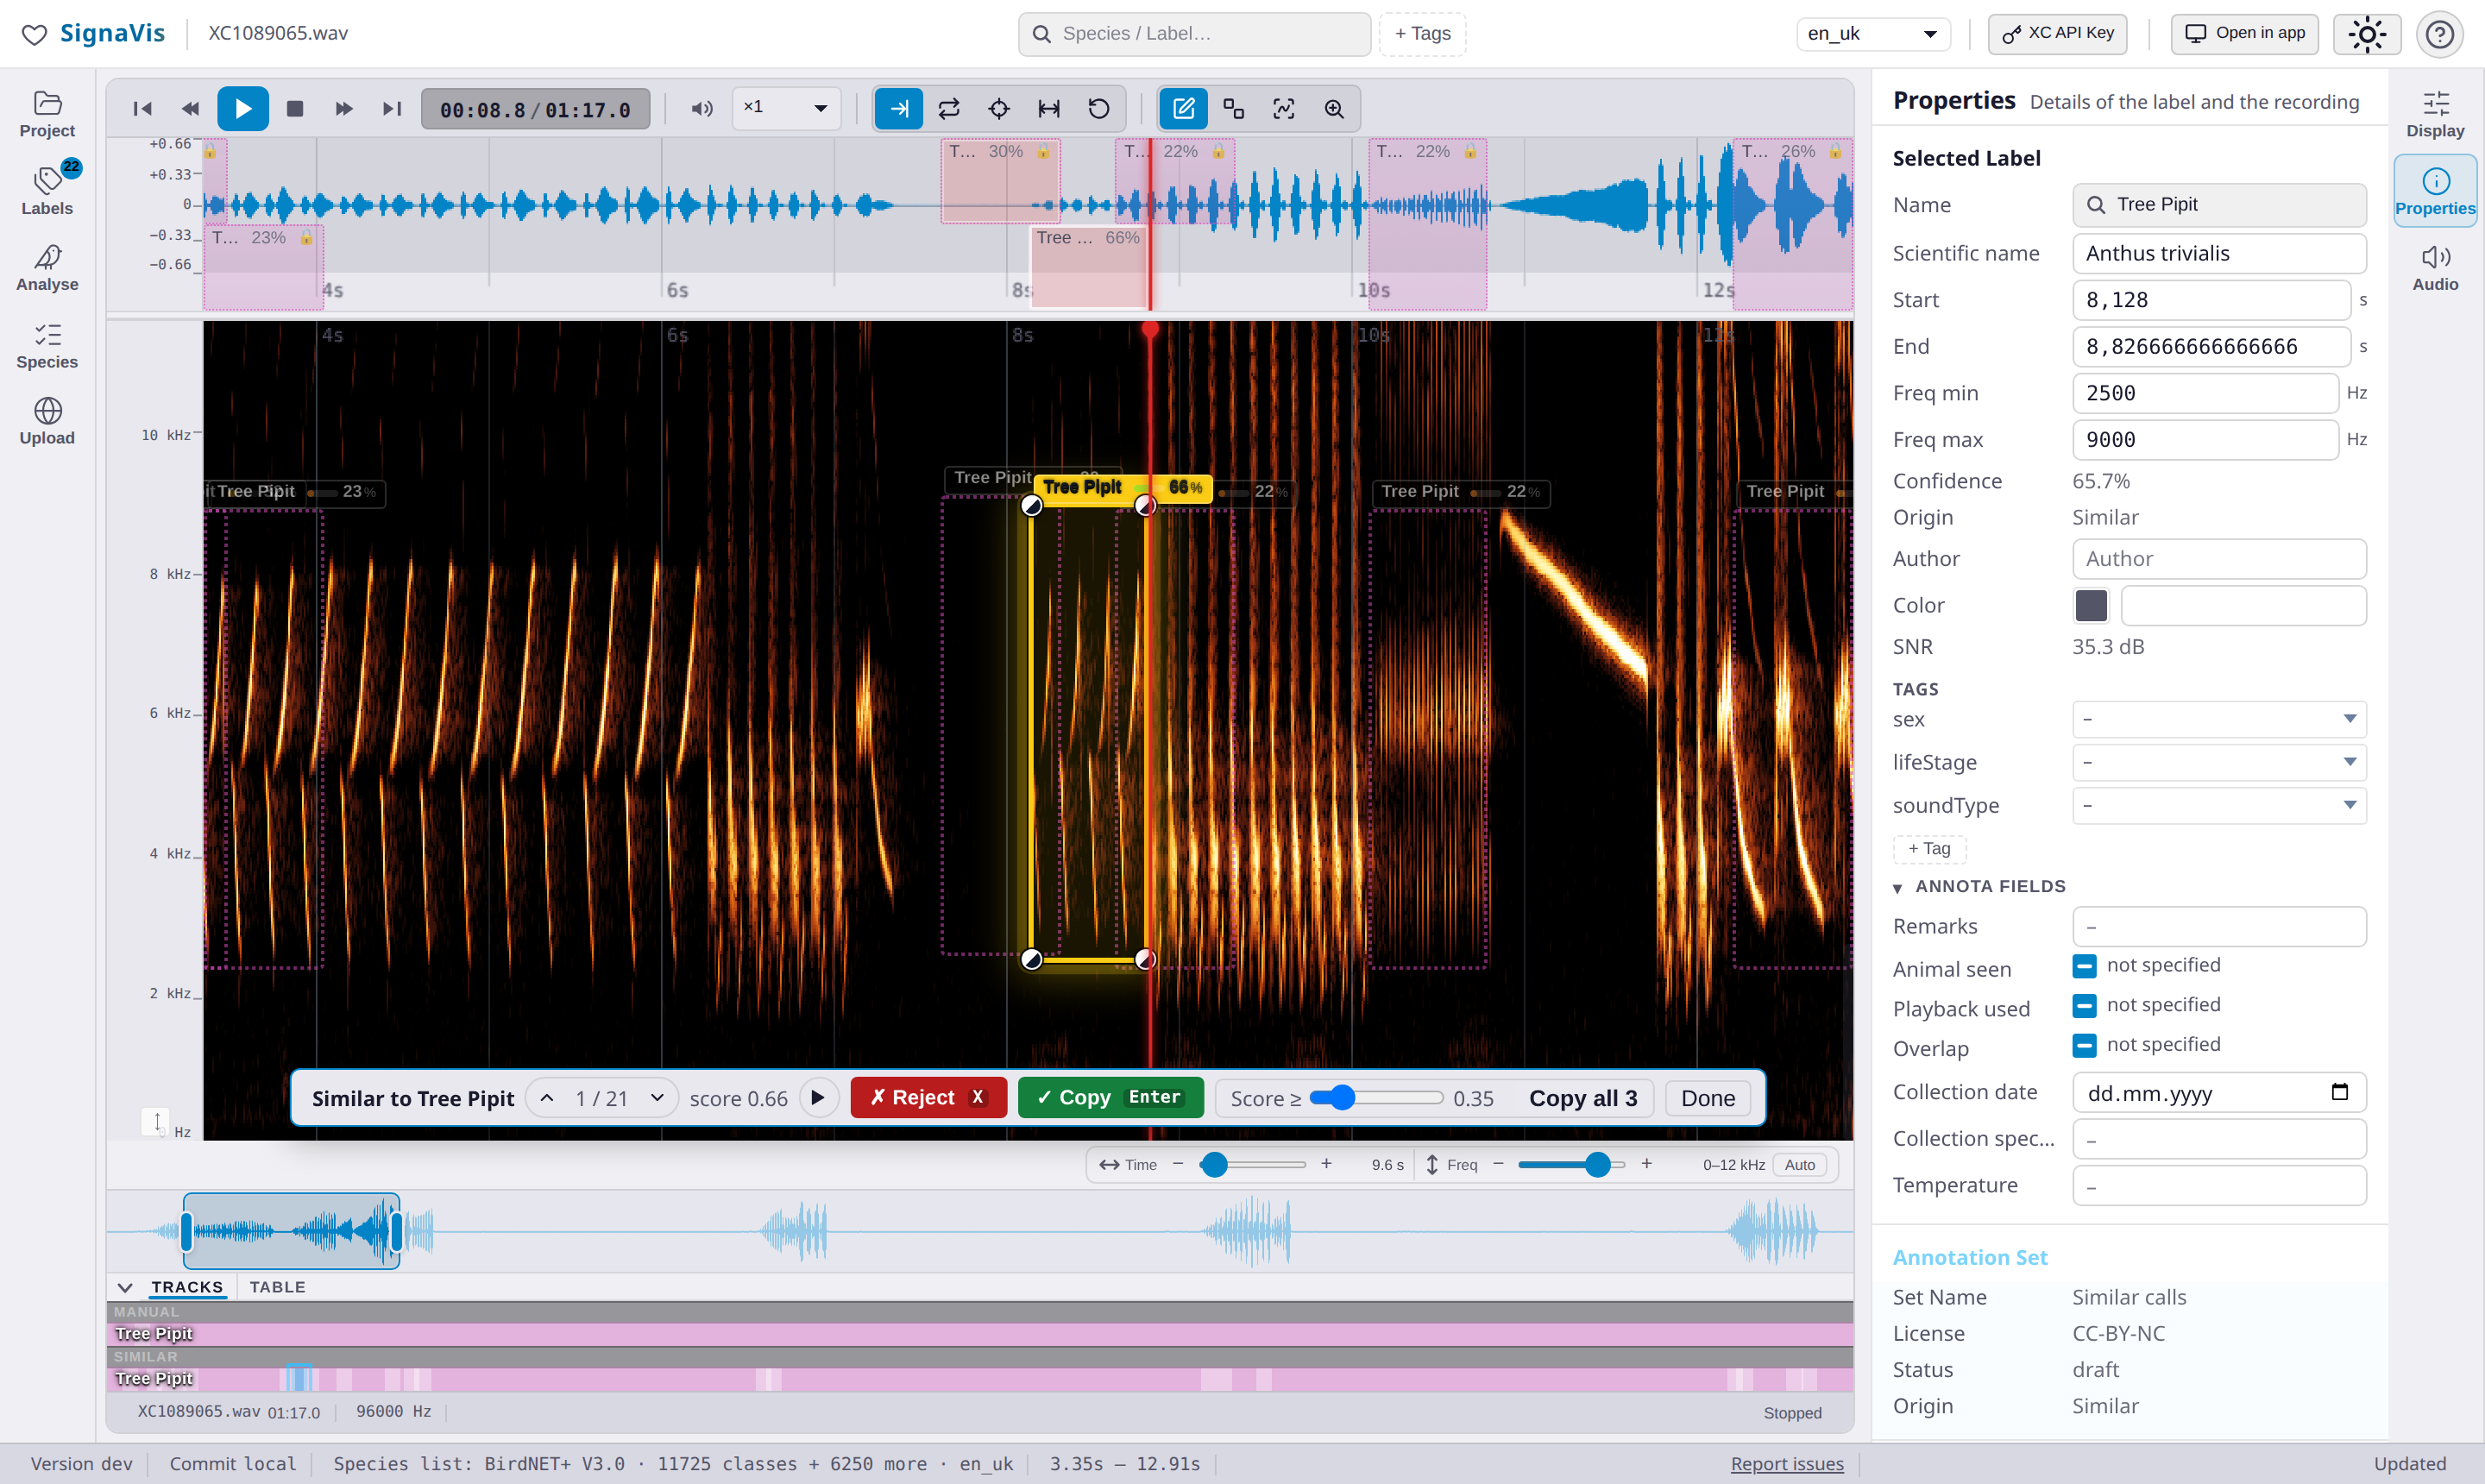 SignaVis
XC1089065.wav
Species / Label…
+ Tags
en_uk
XC API Key
Open in app
Project
22
Labels
Analyse
Species
Upload
00:08.8 / 01:17.0
×1
+0.66
+0.33
0
−0.33
−0.66
T… 30%
T… 22%
T… 22%
T… 26%
T… 23%
Tree … 66%
4s
6s
8s
10s
12s
4s
6s
8s
10s
12s
10 kHz
8 kHz
6 kHz
4 kHz
2 kHz
0 Hz
Tree Pipit 23%
Tree Pipit
Tree Pipit 66%
22%
Tree Pipit 22%
Tree Pipit
Similar to Tree Pipit
1 / 21
score 0.66
✗ Reject X
✓ Copy Enter
Score ≥ 0.35
Copy all 3
Done
Time − + 9.6 s
Freq − + 0–12 kHz Auto
TRACKS
TABLE
MANUAL
Tree Pipit
SIMILAR
Tree Pipit
XC1089065.wav 01:17.0
96000 Hz
Stopped
Properties Details of the label and the recording
Selected Label
Name Tree Pipit
Scientific name Anthus trivialis
Start 8,128 s
End 8,826666666666666 s
Freq min 2500 Hz
Freq max 9000 Hz
Confidence 65.7%
Origin Similar
Author Author
Color
SNR 35.3 dB
TAGS
sex –
lifeStage –
soundType –
+ Tag
▼ ANNOTA FIELDS
Remarks –
Animal seen not specified
Playback used not specified
Overlap not specified
Collection date dd.mm.yyyy
Collection spec… –
Temperature –
Annotation Set
Set Name Similar calls
License CC-BY-NC
Status draft
Origin Similar
Display
Properties
Audio
Version dev
Commit local
Species list: BirdNET+ V3.0 · 11725 classes + 6250 more · en_uk
3.35s – 12.91s
Report issues
Updated